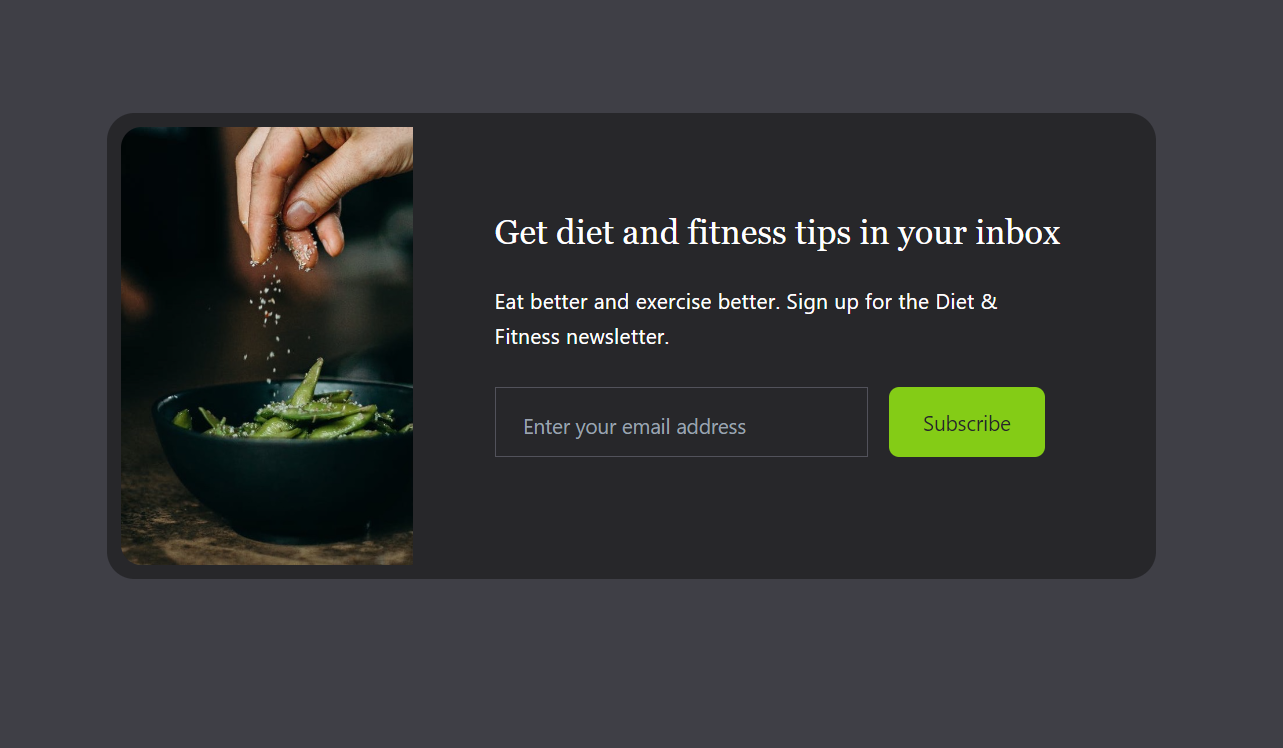 Get diet and fitness tips in your inbox
Eat better and exercise better. Sign up for the Diet &
Fitness newsletter.
Enter your email address
Subscribe